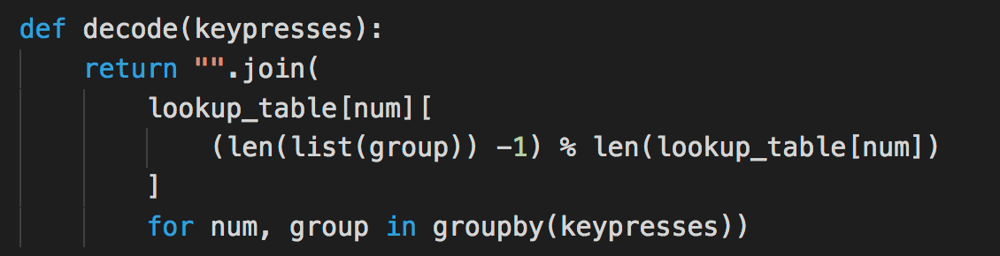 def decode(keypresses):
    return "".join(
        lookup_table[num][
            (len(list(group)) -1) % len(lookup_table[num])
        ]
        for num, group in groupby(keypresses))